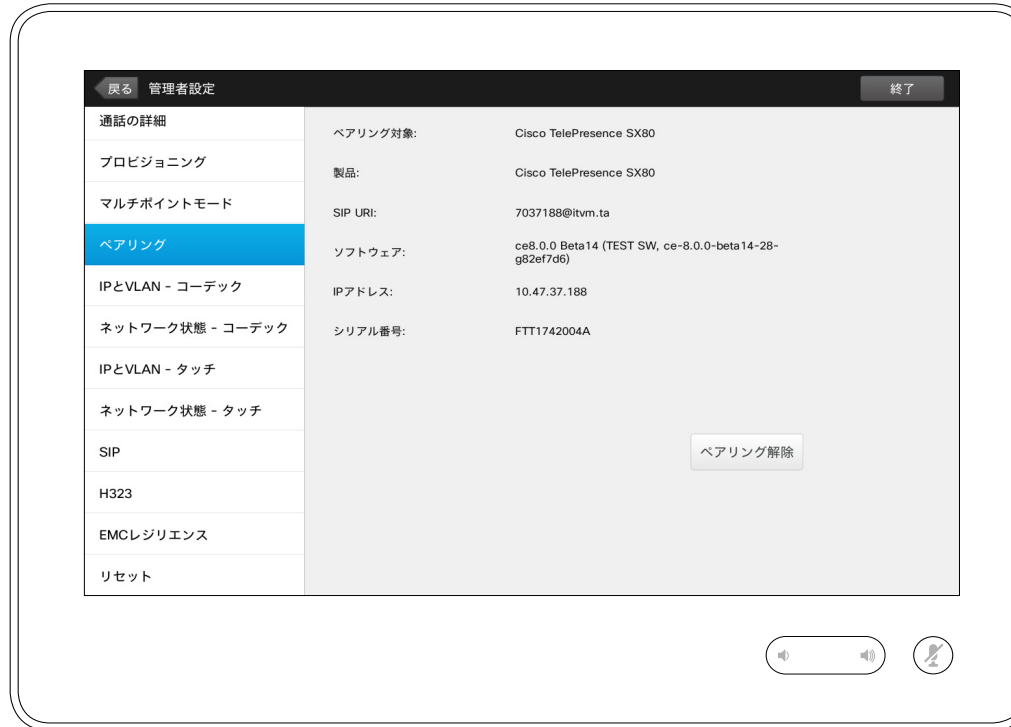 戻る 管理者設定 終了
通話の詳細
プロビジョニング
マルチポイントモード
ペアリング
IPとVLAN - コーデック
ネットワーク状態 - コーデック
IPとVLAN - タッチ
ネットワーク状態 - タッチ
SIP
H323
EMCレジリエンス
リセット
ペアリング対象: Cisco TelePresence SX80
製品: Cisco TelePresence SX80
SIP URI: 7037188@itvm.ta
ソフトウェア: ce8.0.0 Beta14 (TEST SW, ce-8.0.0-beta14-28-
g82ef7d6)
IPアドレス: 10.47.37.188
シリアル番号: FTT1742004A
ペアリング解除